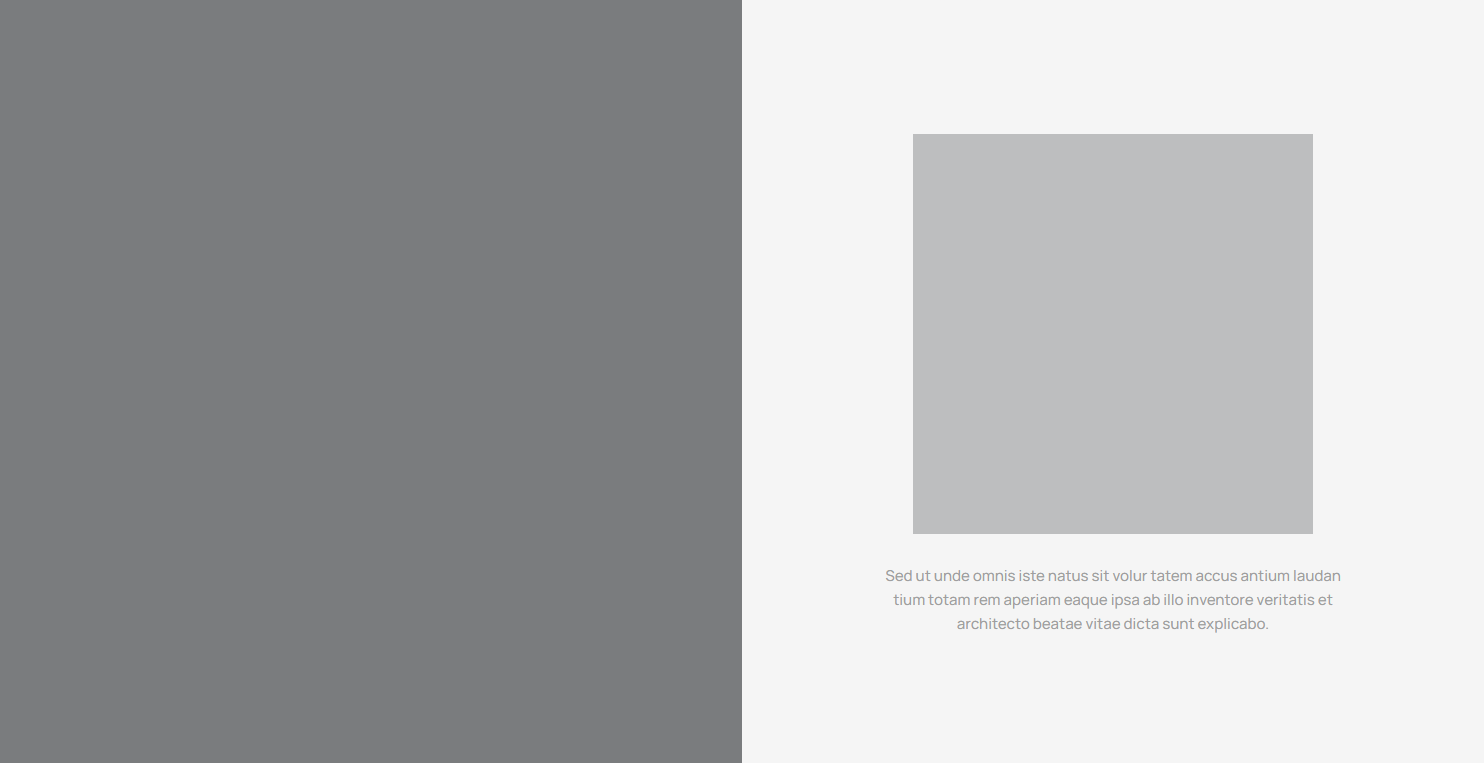 Sed ut unde omnis iste natus sit volur tatem accus antium laudan
tium totam rem aperiam eaque ipsa ab illo inventore veritatis et
architecto beatae vitae dicta sunt explicabo.